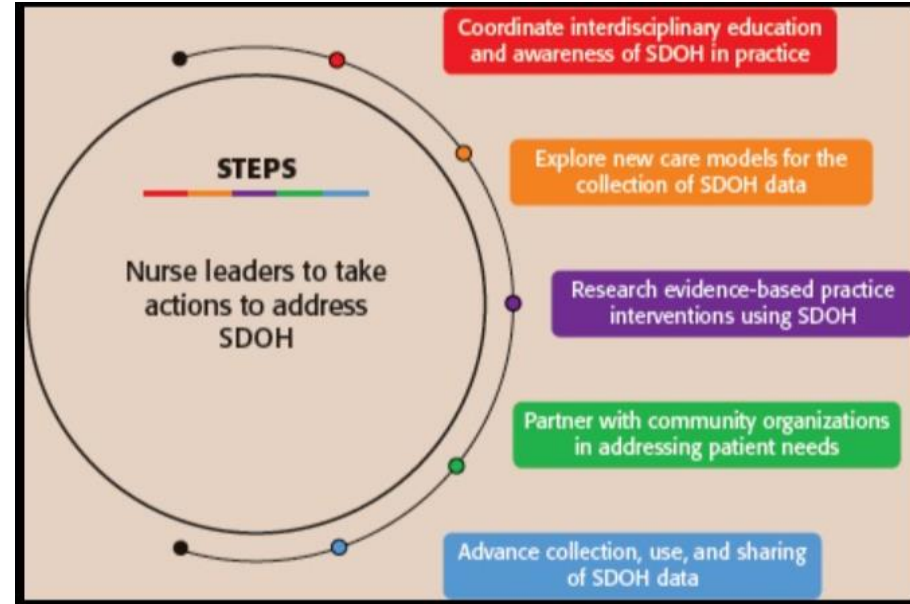 STEPS
Nurse leaders to take
actions to address
SDOH
Coordinate interdisciplinary education
and awareness of SDOH in practice
Explore new care models for the
collection of SDOH data
Research evidence-based practice
interventions using SDOH
Partner with community organizations
in addressing patient needs
Advance collection, use, and sharing
of SDOH data